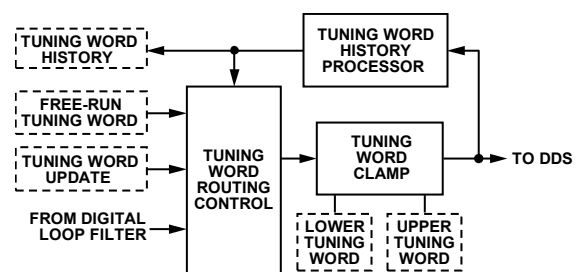 TUNING WORD
HISTORY
TUNING WORD
HISTORY
PROCESSOR
FREE-RUN
TUNING WORD
TUNING WORD
UPDATE
FROM DIGITAL
LOOP FILTER
TUNING
WORD
ROUTING
CONTROL
TUNING
WORD
CLAMP
TO DDS
LOWER
TUNING
WORD
UPPER
TUNING
WORD